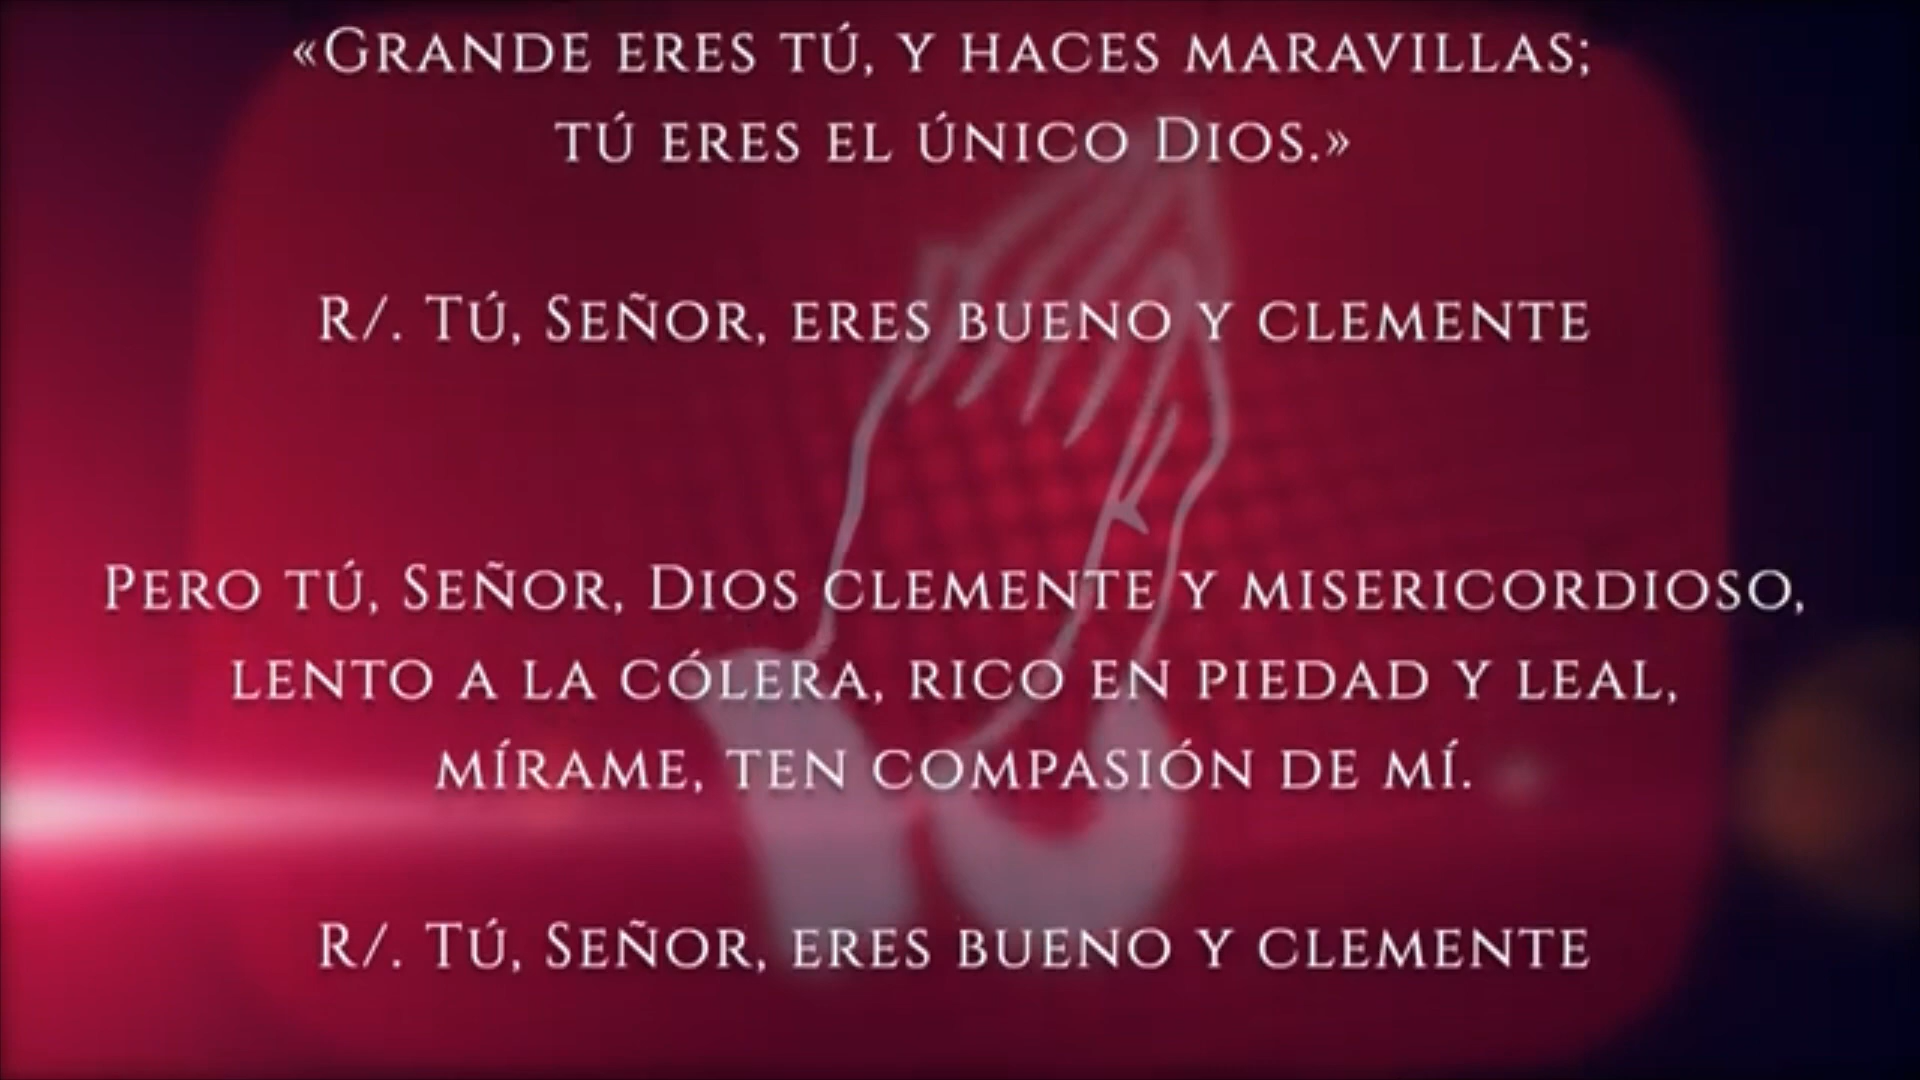 «Grande eres tú, y haces maravillas;
tú eres el único Dios.»
R/. Tú, Señor, eres bueno y clemente
Pero tú, Señor, Dios clemente y misericordioso,
lento a la cólera, rico en piedad y leal,
mírame, ten compasión de mí.
R/. Tú, Señor, eres bueno y clemente